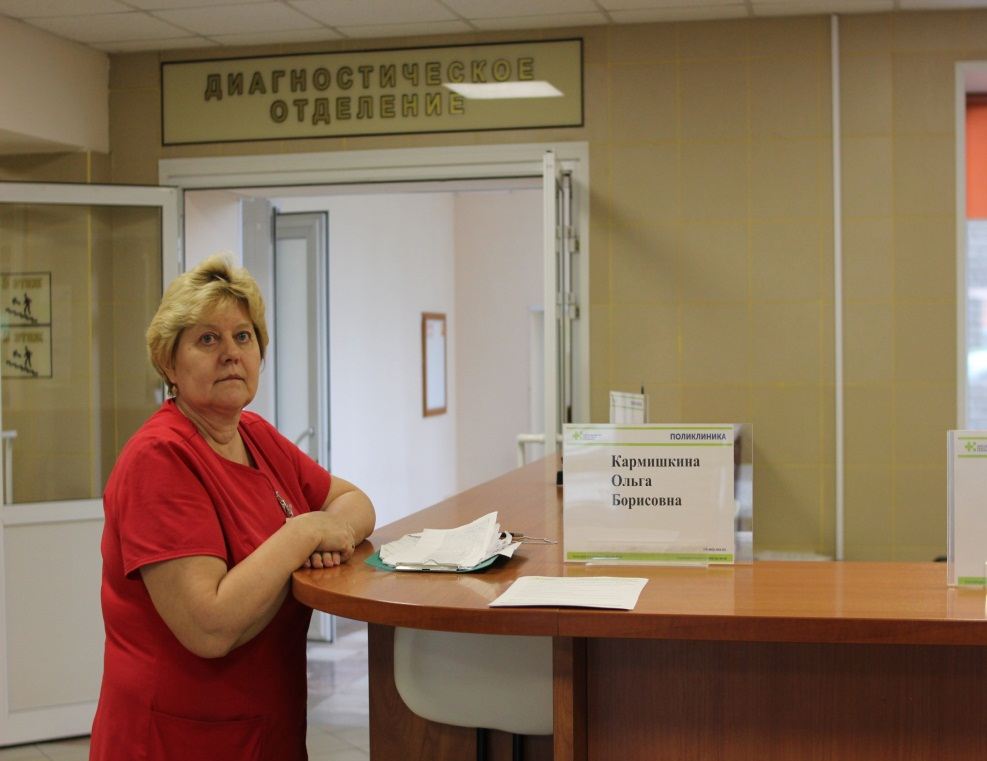 ДИАГНОСТИЧЕСКОЕ
ОТДЕЛЕНИЕ
ПОЛИКЛИНИКА
Кармишкина
Ольга
Борисовна